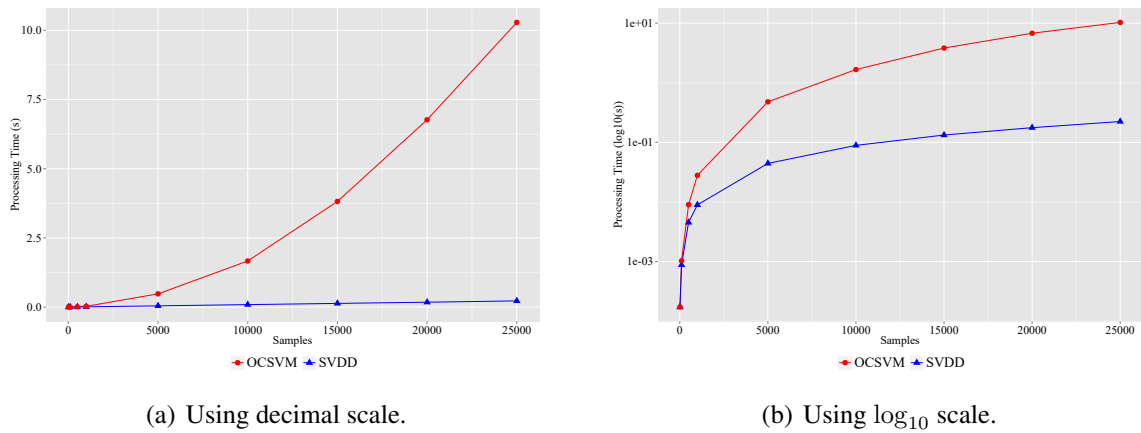 10.0
7.5
5.0
2.5
0.0
Processing Time (s)
0 5000 10000 15000 20000 25000
Samples
OCSVM SVDD
(a) Using decimal scale.
1e+01
1e-01
1e-03
Processing Time (log10(s))
0 5000 10000 15000 20000 25000
Samples
OCSVM SVDD
(b) Using log₁₀ scale.